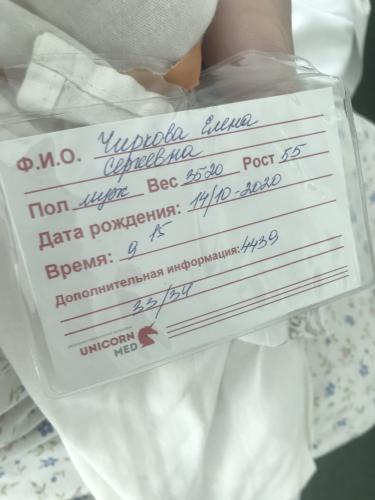 Ф.И.О. Чиркова Елена
Сергеевна
Пол муж Вес 3520 Рост 55
Дата рождения: 14/10-2020
Время: 9 15
Дополнительная информация: 4439
33/34
UNICORN
MED